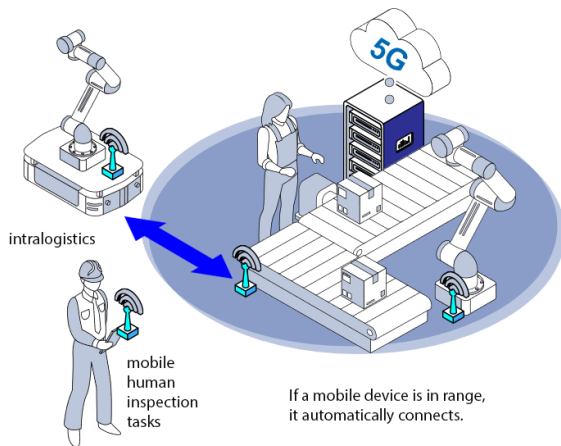 5G
intralogistics
mobile
human
inspection
tasks
If a mobile device is in range,
it automatically connects.